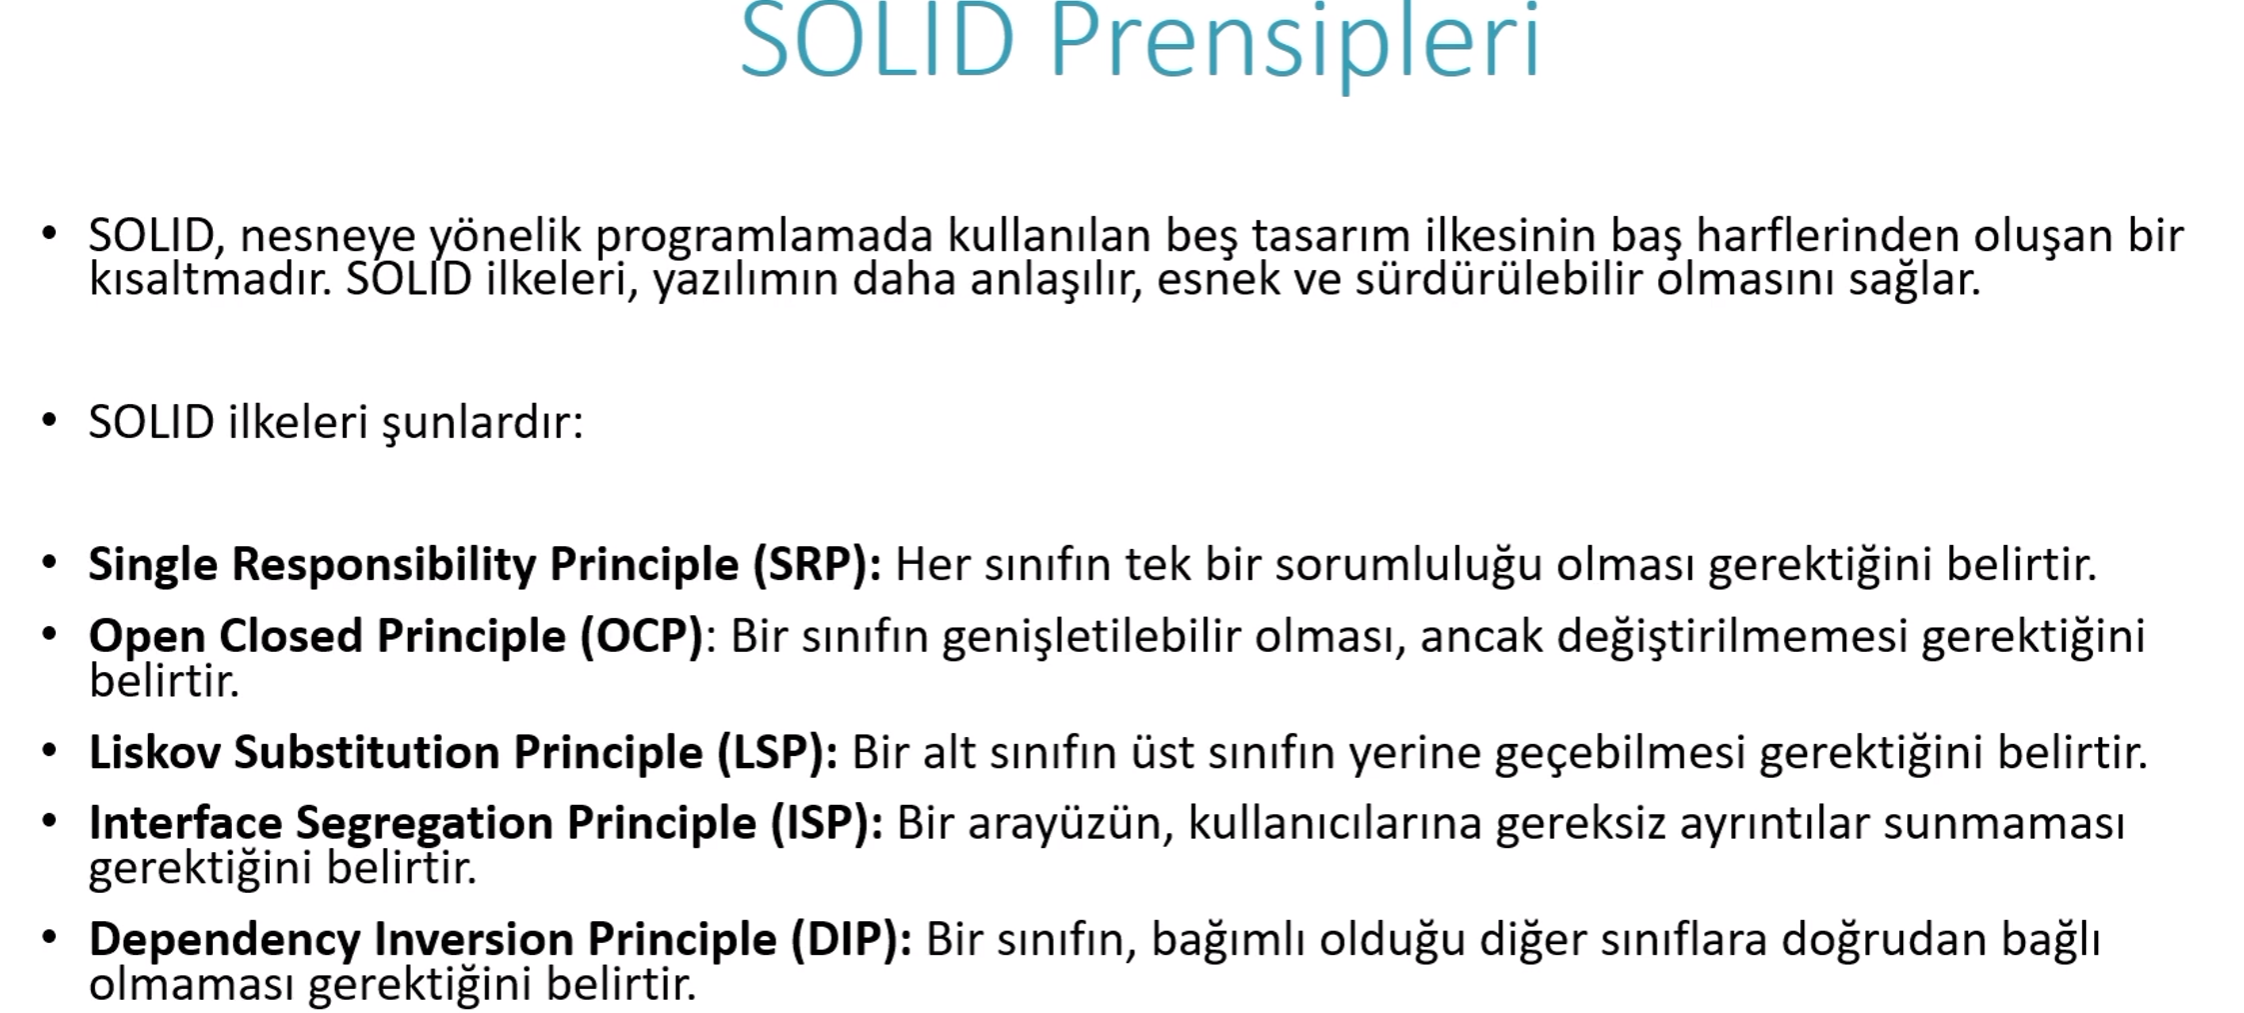 SOLID Prensipleri
• SOLID, nesneye yönelik programlamada kullanılan beş tasarım ilkesinin baş harflerinden oluşan bir
kısaltmadır. SOLID ilkeleri, yazılımın daha anlaşılır, esnek ve sürdürülebilir olmasını sağlar.
• SOLID ilkeleri şunlardır:
• Single Responsibility Principle (SRP): Her sınıfın tek bir sorumluluğu olması gerektiğini belirtir.
• Open Closed Principle (OCP): Bir sınıfın genişletilebilir olması, ancak değiştirilmemesi gerektiğini
belirtir.
• Liskov Substitution Principle (LSP): Bir alt sınıfın üst sınıfın yerine geçebilmesi gerektiğini belirtir.
• Interface Segregation Principle (ISP): Bir arayüzün, kullanıcılarına gereksiz ayrıntılar sunmaması
gerektiğini belirtir.
• Dependency Inversion Principle (DIP): Bir sınıfın, bağımlı olduğu diğer sınıflara doğrudan bağlı
olmaması gerektiğini belirtir.